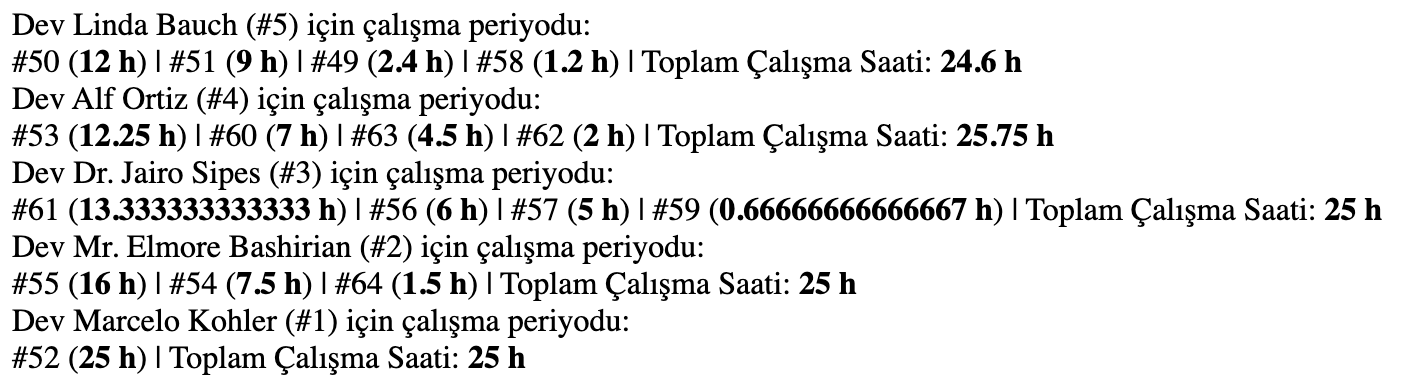 Dev Linda Bauch (#5) için çalışma periyodu:
#50 (12 h) | #51 (9 h) | #49 (2.4 h) | #58 (1.2 h) | Toplam Çalışma Saati: 24.6 h
Dev Alf Ortiz (#4) için çalışma periyodu:
#53 (12.25 h) | #60 (7 h) | #63 (4.5 h) | #62 (2 h) | Toplam Çalışma Saati: 25.75 h
Dev Dr. Jairo Sipes (#3) için çalışma periyodu:
#61 (13.333333333333 h) | #56 (6 h) | #57 (5 h) | #59 (0.66666666666667 h) | Toplam Çalışma Saati: 25 h
Dev Mr. Elmore Bashirian (#2) için çalışma periyodu:
#55 (16 h) | #54 (7.5 h) | #64 (1.5 h) | Toplam Çalışma Saati: 25 h
Dev Marcelo Kohler (#1) için çalışma periyodu:
#52 (25 h) | Toplam Çalışma Saati: 25 h